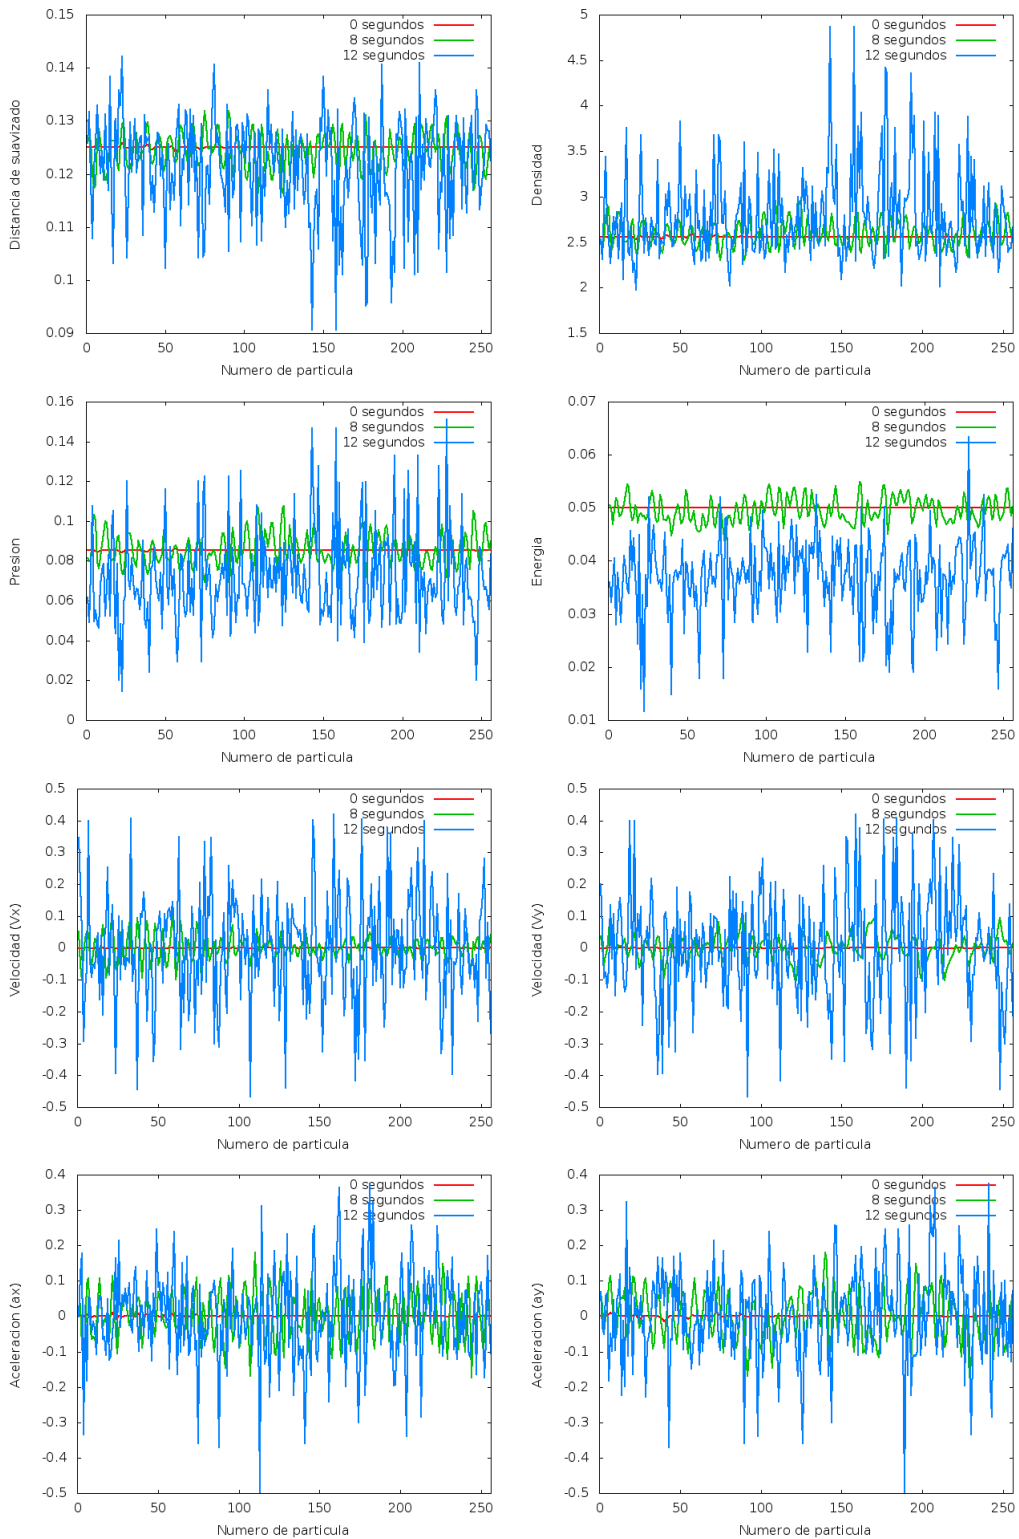 0.15
0.14
0.13
0.12
0.11
0.1
0.09
Distancia de suavizado
0 segundos
8 segundos
12 segundos
0 50 100 150 200 250
Numero de particula
5
4.5
4
3.5
3
2.5
2
1.5
Densidad
0 segundos
8 segundos
12 segundos
0 50 100 150 200 250
Numero de particula
0.16
0.14
0.12
0.1
0.08
0.06
0.04
0.02
0
Presion
0 segundos
8 segundos
12 segundos
0 50 100 150 200 250
Numero de particula
0.07
0.06
0.05
0.04
0.03
0.02
0.01
Energia
0 segundos
8 segundos
12 segundos
0 50 100 150 200 250
Numero de particula
0.5
0.4
0.3
0.2
0.1
0
-0.1
-0.2
-0.3
-0.4
-0.5
Velocidad (Vx)
0 segundos
8 segundos
12 segundos
0 50 100 150 200 250
Numero de particula
0.5
0.4
0.3
0.2
0.1
0
-0.1
-0.2
-0.3
-0.4
-0.5
Velocidad (Vy)
0 segundos
8 segundos
12 segundos
0 50 100 150 200 250
Numero de particula
0.4
0.3
0.2
0.1
0
-0.1
-0.2
-0.3
-0.4
-0.5
Aceleracion (ax)
0 segundos
8 segundos
12 segundos
0 50 100 150 200 250
Numero de particula
0.4
0.3
0.2
0.1
0
-0.1
-0.2
-0.3
-0.4
-0.5
Aceleracion (ay)
0 segundos
8 segundos
12 segundos
0 50 100 150 200 250
Numero de particula